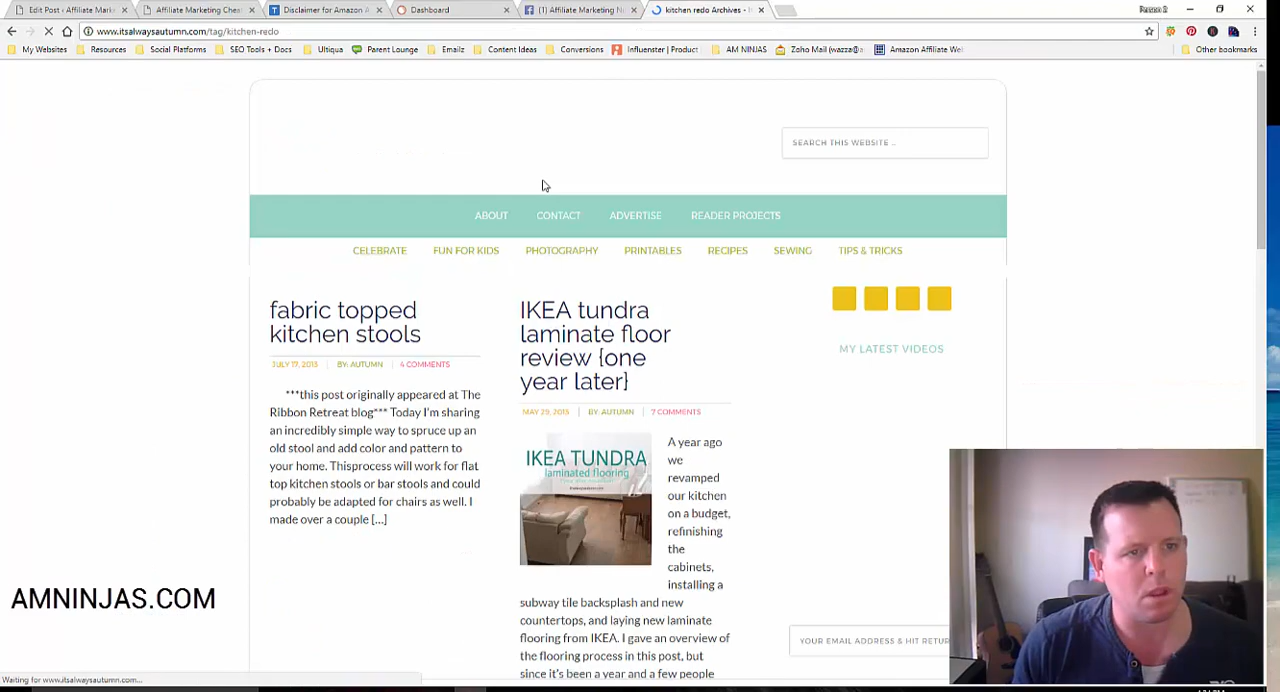 Edit Post ‹ Affiliate Mark
Affiliate Marketing Cheat
Disclaimer for Amazon A
Dashboard
(1) Affiliate Marketing N
kitchen redo Archives -
Person 2
www.itsalwaysautumn.com/tag/kitchen-redo
My Websites
Resources
Social Platforms
SEO Tools + Docs
Ultiqua
Parent Lounge
Emailz
Content Ideas
Conversions
Influenster | Product
AM NINJAS
Zoho Mail (wazza@a
Amazon Affiliate We
Other bookmarks
SEARCH THIS WEBSITE …
ABOUT CONTACT ADVERTISE READER PROJECTS
CELEBRATE FUN FOR KIDS PHOTOGRAPHY PRINTABLES RECIPES SEWING TIPS & TRICKS
fabric topped
kitchen stools
JULY 17, 2015 BY: AUTUMN 4 COMMENTS
***this post originally appeared at The
Ribbon Retreat blog*** Today I'm sharing
an incredibly simple way to spruce up an
old stool and add color and pattern to
your home. Thisprocess will work for flat
top kitchen stools or bar stools and could
probably be adapted for chairs as well. I
made over a couple [...]
IKEA tundra
laminate floor
review {one
year later}
MAY 29, 2015 BY: AUTUMN 7 COMMENTS
IKEA TUNDRA
laminated flooring
A year ago
we
revamped
our kitchen
on a budget,
refinishing
the
cabinets,
installing a
subway tile backsplash and new
countertops, and laying new laminate
flooring from IKEA. I gave an overview of
the flooring process in this post, but
since it's been a year and a few people
MY LATEST VIDEOS
YOUR EMAIL ADDRESS & HIT RETUR
AMNINJAS.COM
Waiting for www.itsalwaysautumn.com...